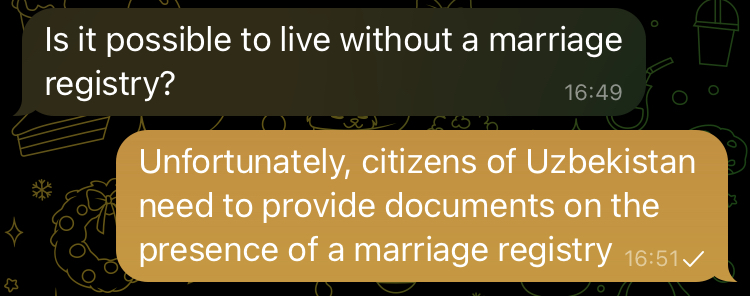 Is it possible to live without a marriage
registry?
16:49
Unfortunately, citizens of Uzbekistan
need to provide documents on the
presence of a marriage registry 16:51